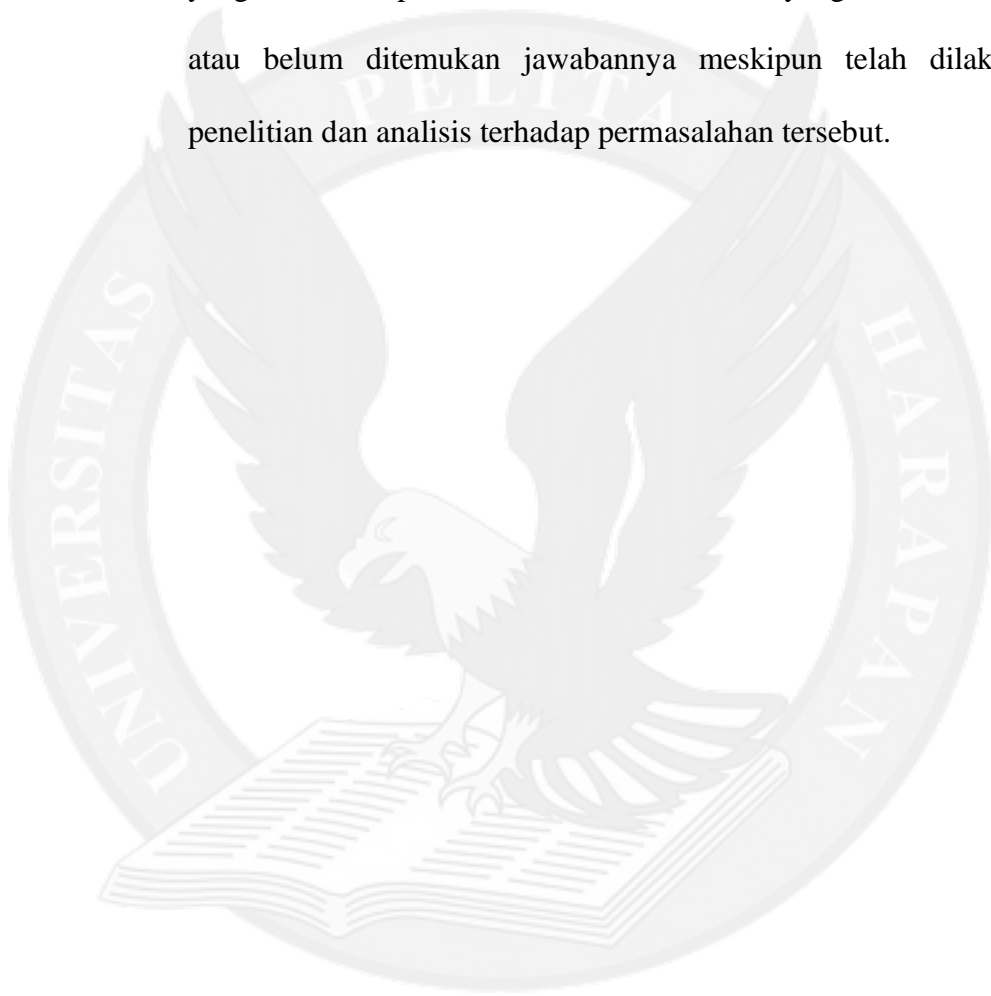 atau belum ditemukan jawabannya meskipun telah dilak
penelitian dan analisis terhadap permasalahan tersebut.
UNIVERSITAS PELITA HARAPAN